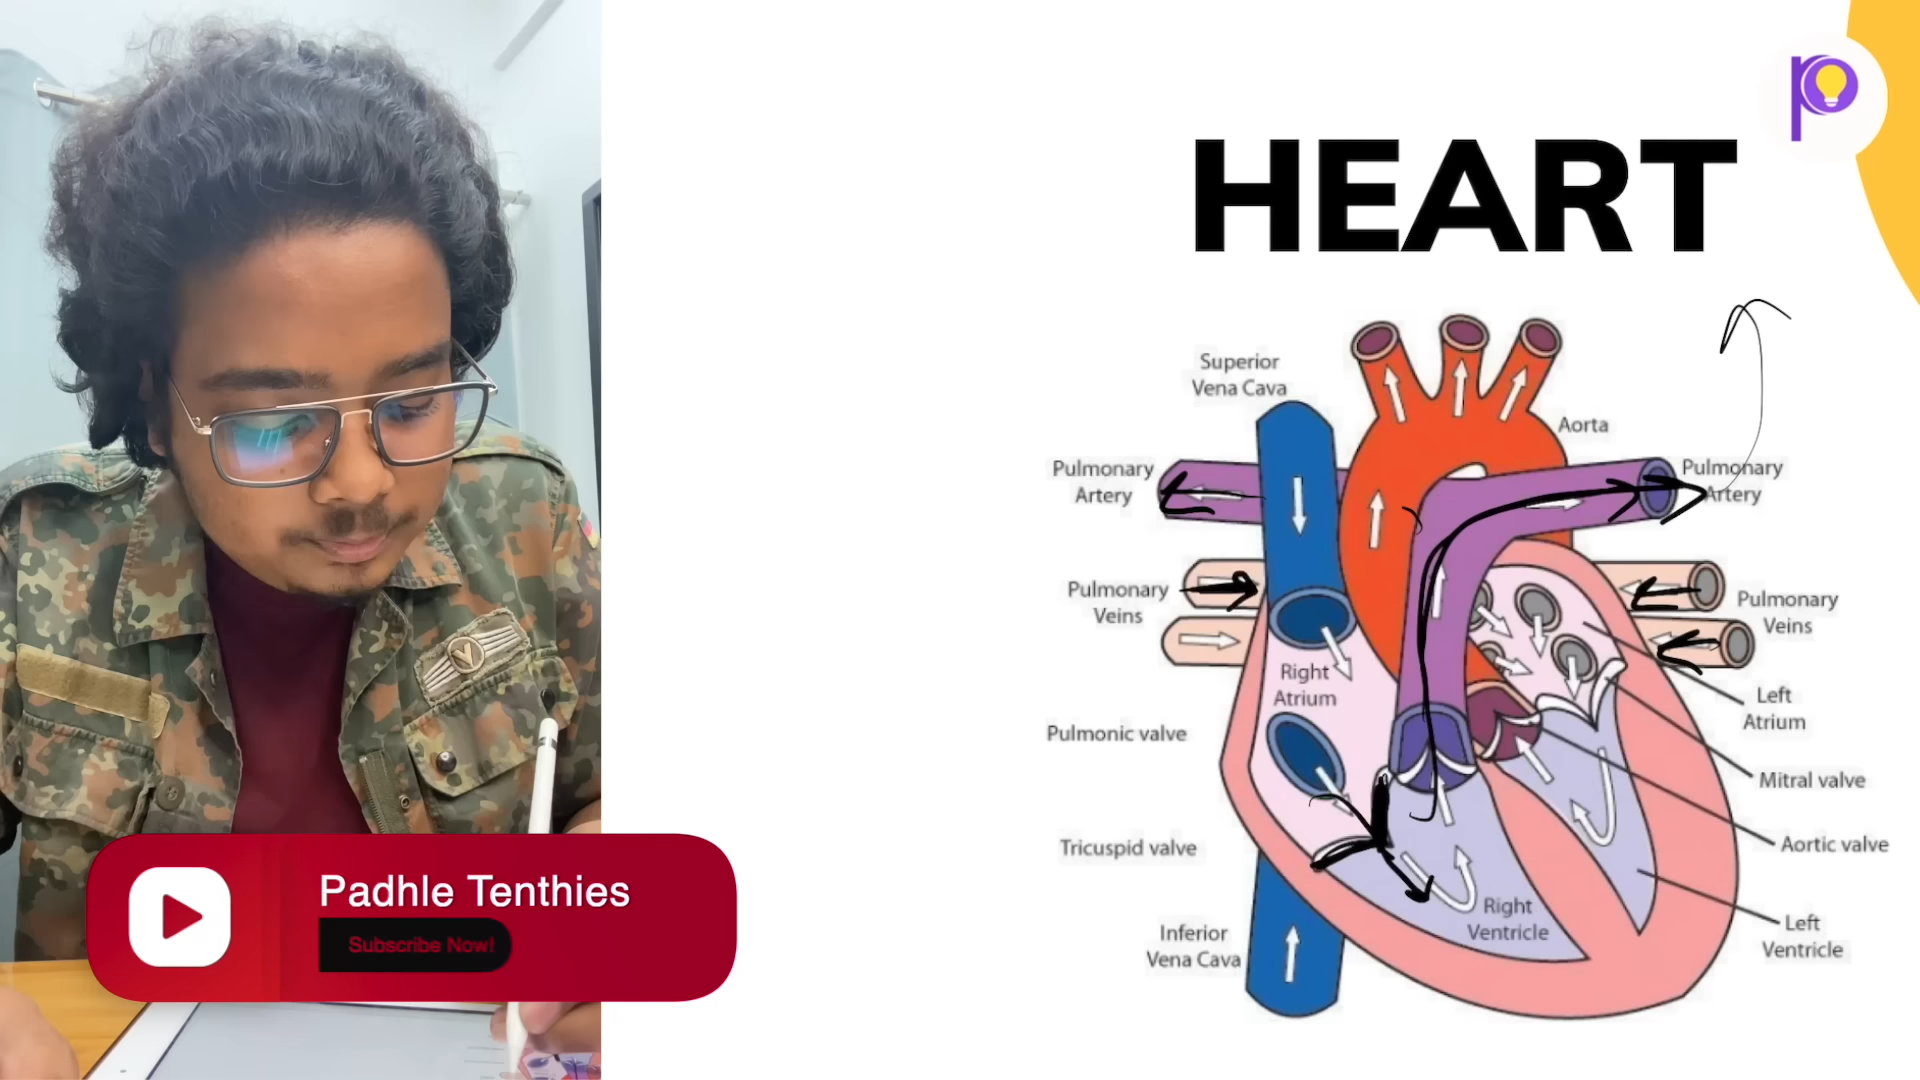 HEART
Superior
Vena Cava
Aorta
Pulmonary
Artery
Pulmonary
Artery
Pulmonary
Veins
Pulmonary
Veins
Right
Atrium
Left
Atrium
Pulmonic valve
Mitral valve
Tricuspid valve
Aortic valve
Right
Ventricle
Left
Ventricle
Inferior
Vena Cava
Padhle Tenthies
Subscribe Now!